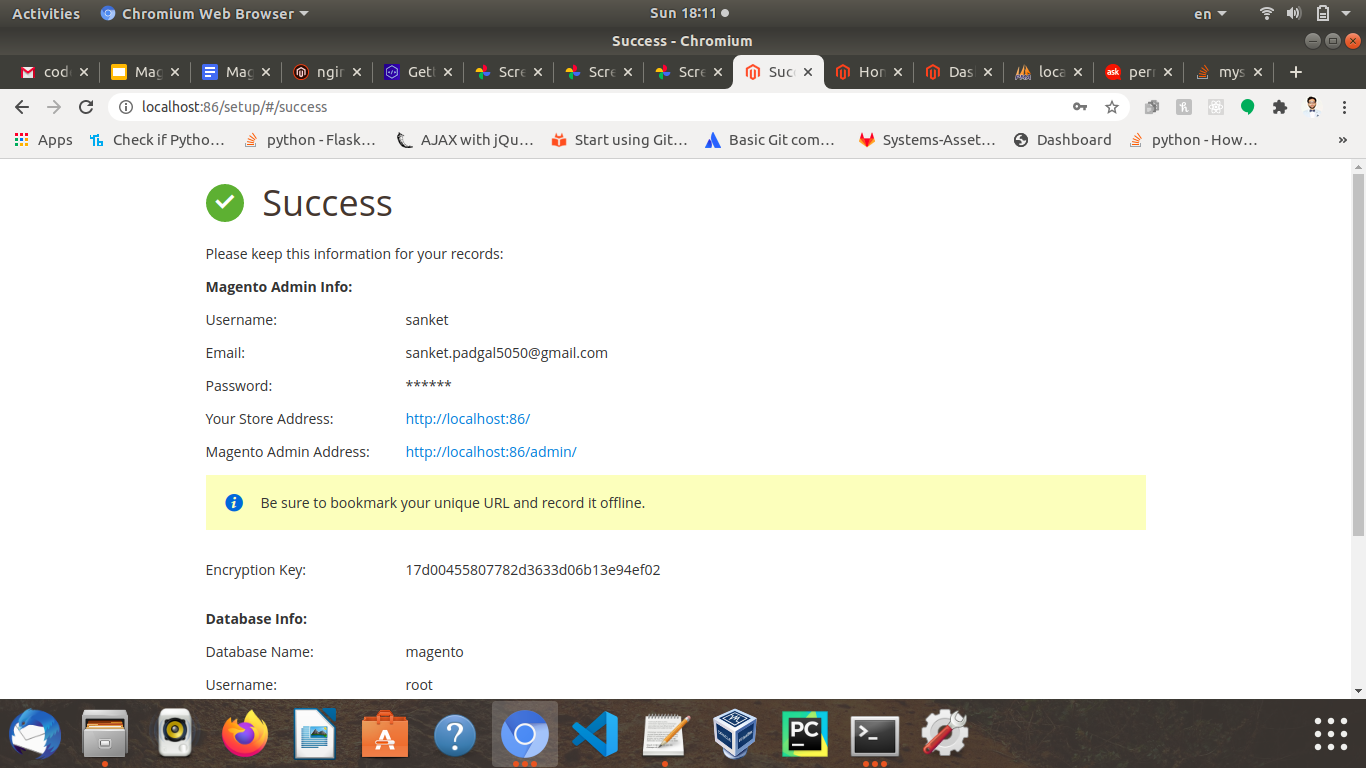 Activities Chromium Web Browser Sun 18:11 en
Success - Chromium
cod Mag Mag ngin Get Scre Scre Scre Suc Hor Das loca perr mys
localhost:86/setup/#/success
Apps Check if Pytho… python - Flask… AJAX with jQu… Start using Git… Basic Git com… Systems-Asset… Dashboard python - How… »
Success
Please keep this information for your records:
Magento Admin Info:
Username: sanket
Email: sanket.padgal5050@gmail.com
Password: ******
Your Store Address: http://localhost:86/
Magento Admin Address: http://localhost:86/admin/
Be sure to bookmark your unique URL and record it offline.
Encryption Key: 17d00455807782d3633d06b13e94ef02
Database Info:
Database Name: magento
Username: root